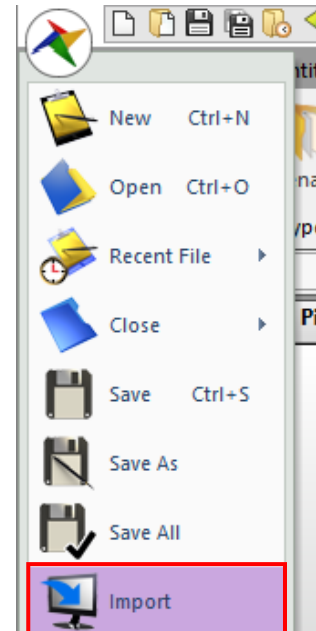 New Ctrl+N
Open Ctrl+O
Recent File
Close
Save Ctrl+S
Save As
Save All
Import